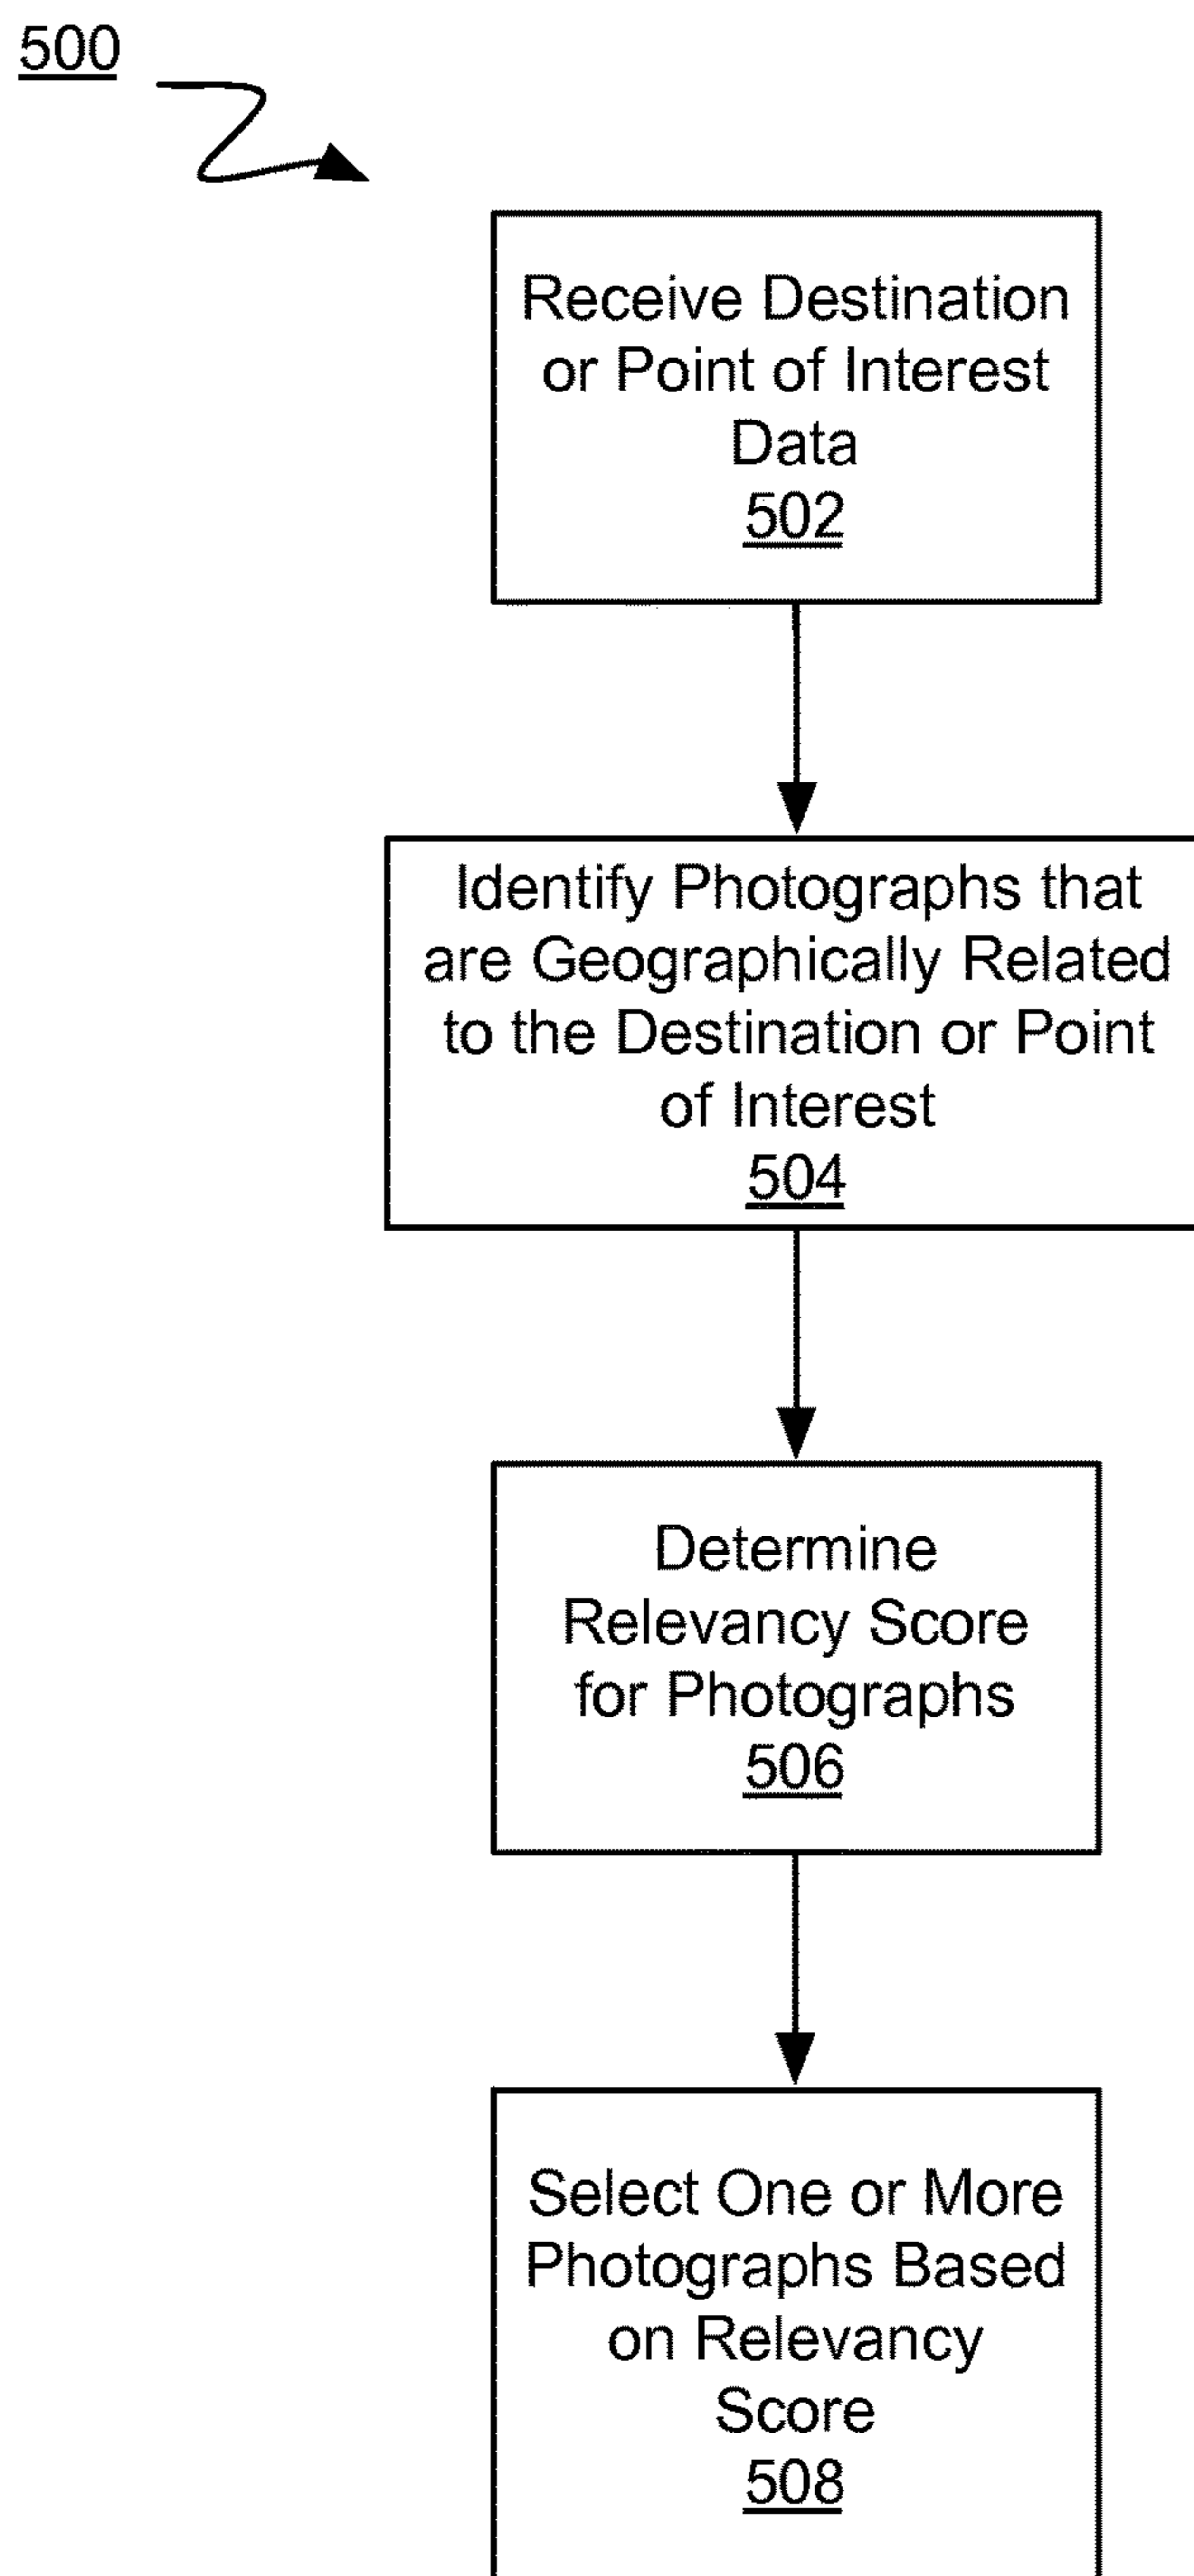 500
Receive Destination
or Point of Interest
Data
502
Identify Photographs that
are Geographically Related
to the Destination or Point
of Interest
504
Determine
Relevancy Score
for Photographs
506
Select One or More
Photographs Based
on Relevancy
Score
508